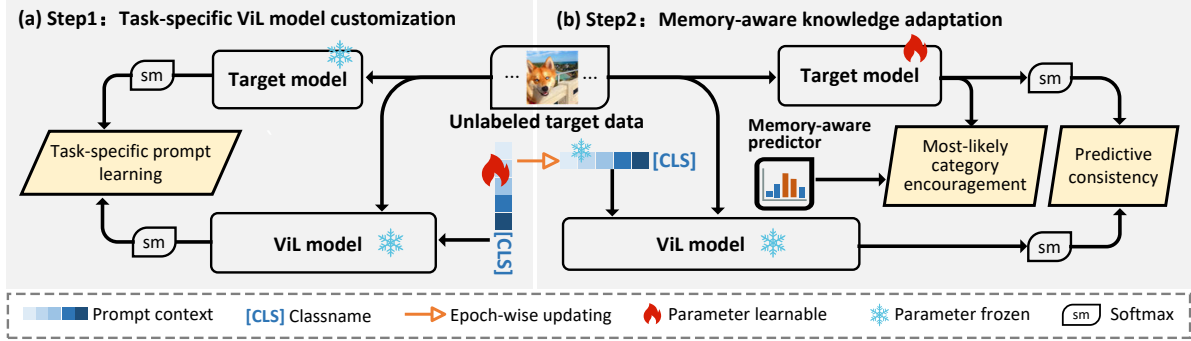 (a) Step1：Task-specific ViL model customization
(b) Step2：Memory-aware knowledge adaptation
sm
Target model
...
...
Unlabeled target data
Target model
sm
Task-specific prompt
learning
[CLS]
[CLS]
Memory-aware
predictor
Most-likely
category
encouragement
Predictive
consistency
sm
ViL model
ViL model
sm
Prompt context
[CLS] Classname
Epoch-wise updating
Parameter learnable
Parameter frozen
sm
Softmax